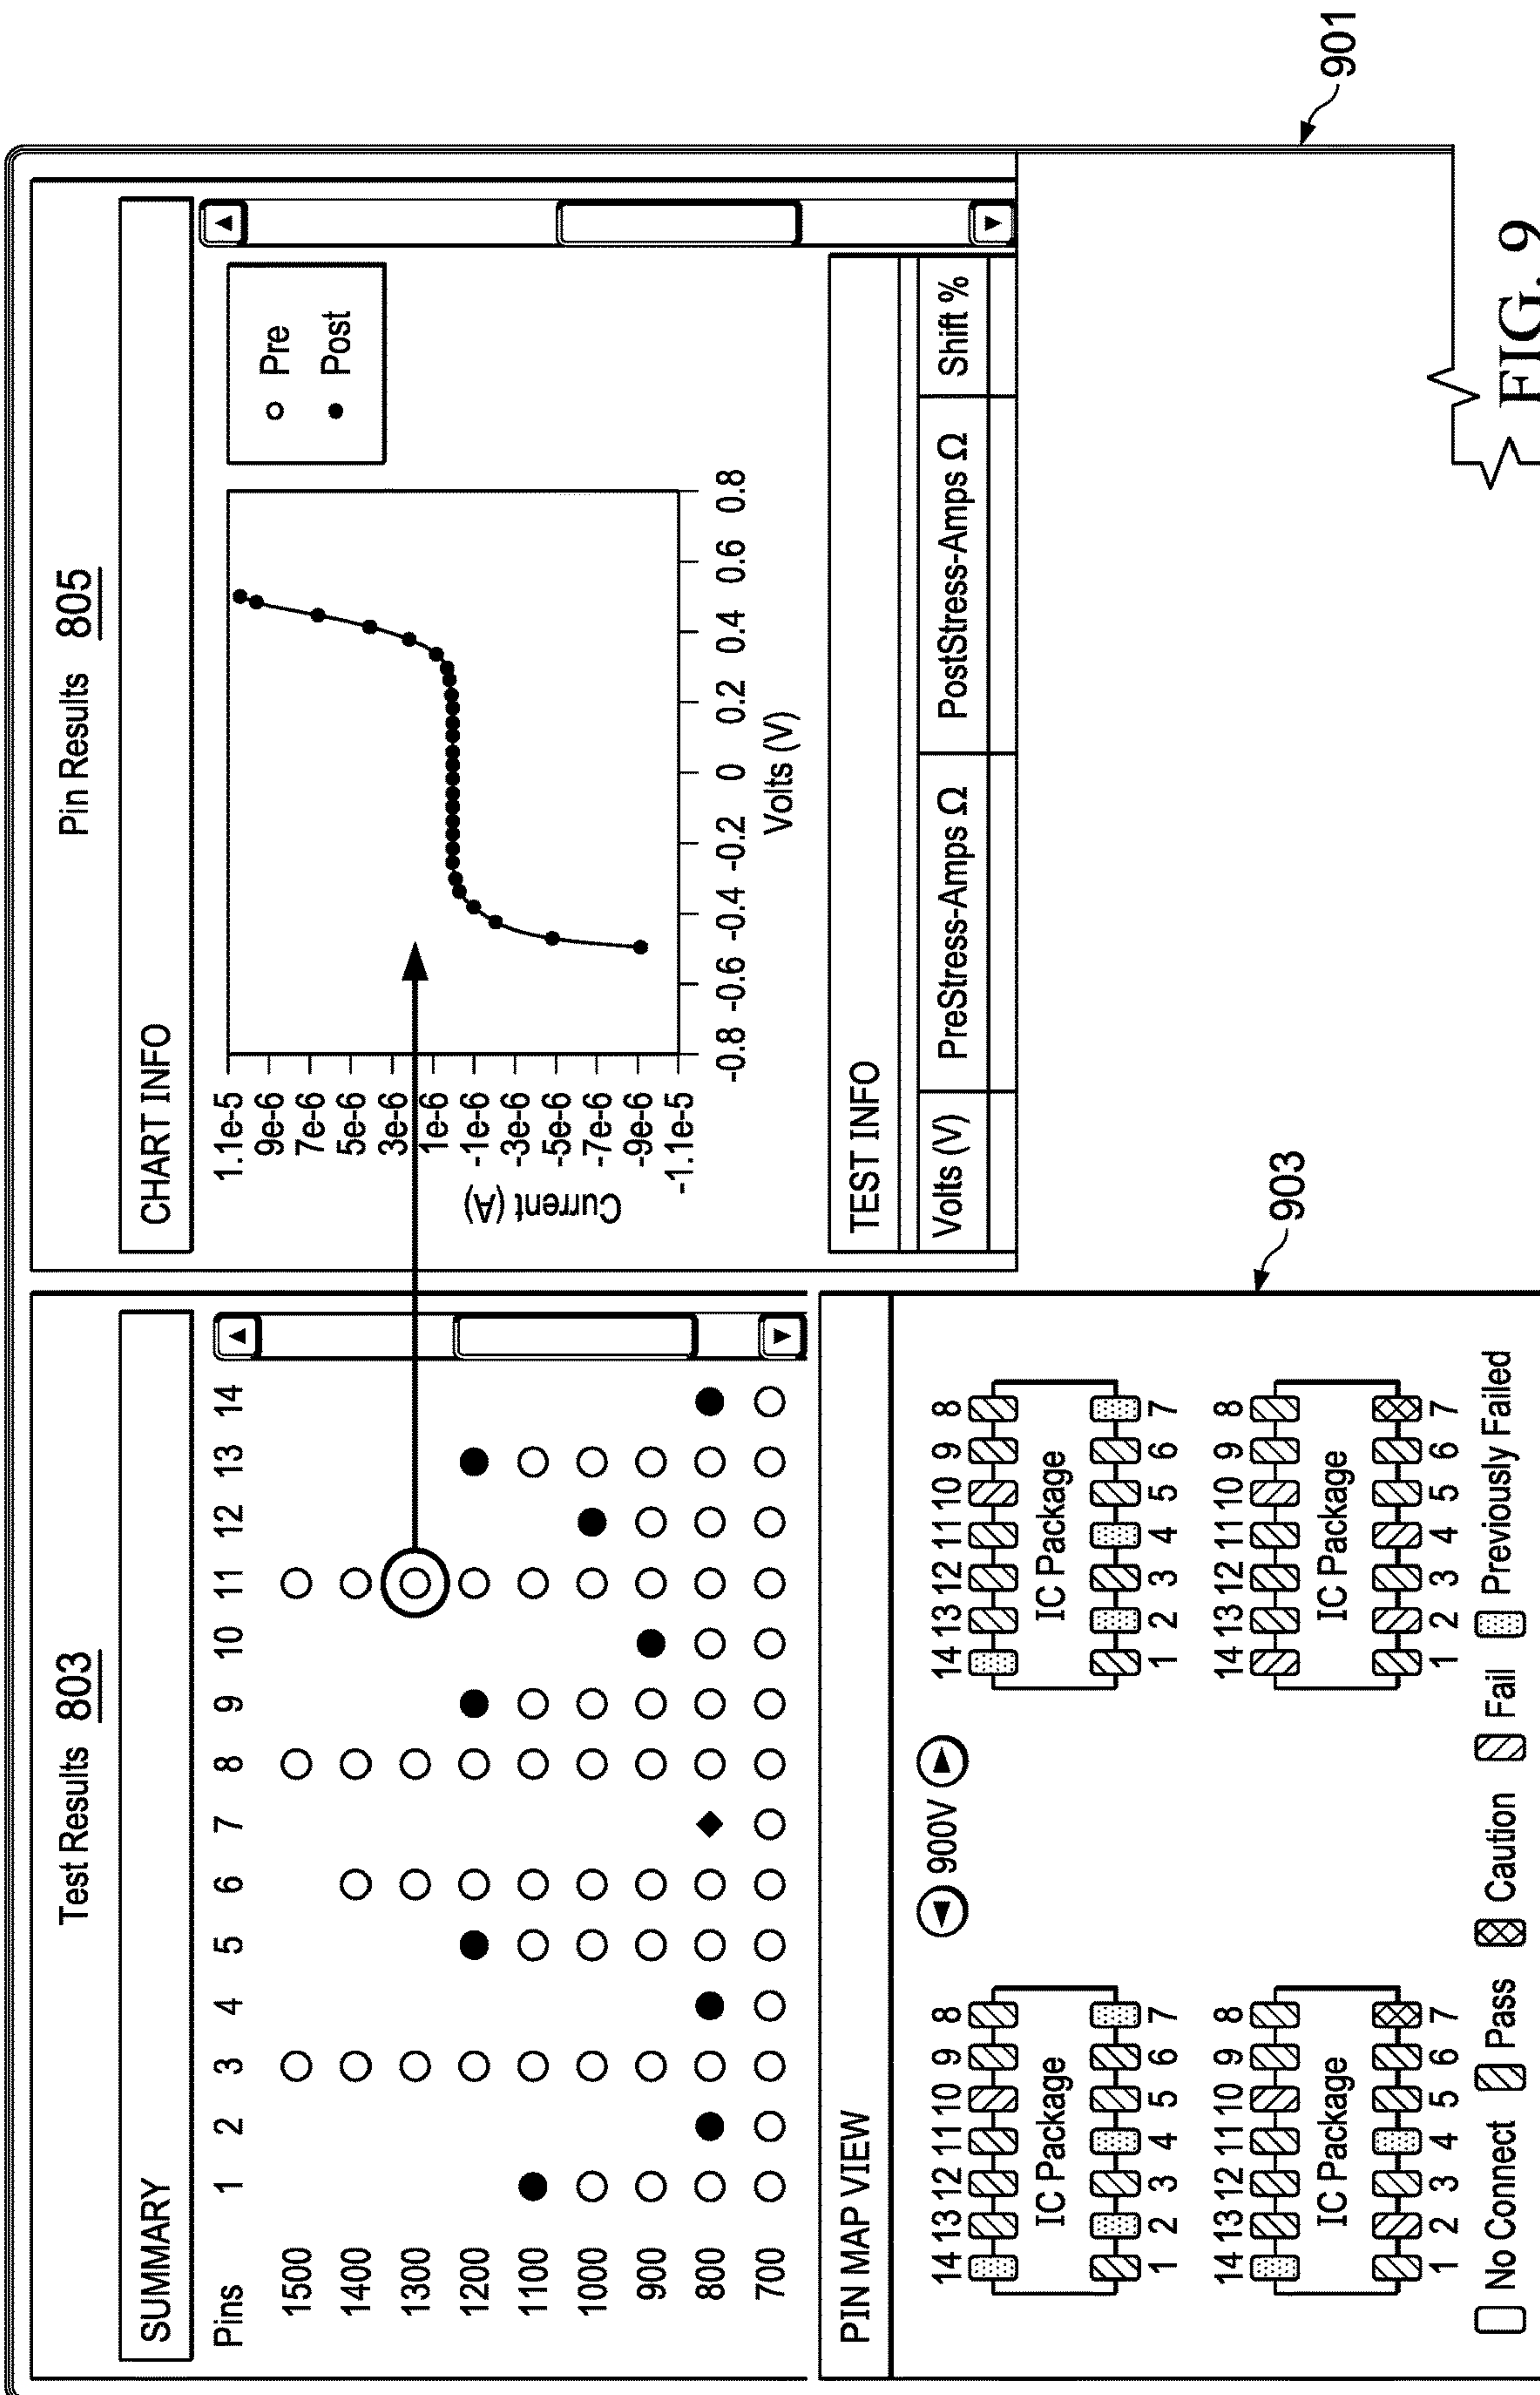 Test Results 803
SUMMARY
Pins 1 2 3 4 5 6 7 8 9 10 11 12 13 14
1500
1400
1300
1200
1100
1000
900
800
700
Pin Results 805
CHART INFO
1.1e-5
9e-6
7e-6
5e-6
3e-6
1e-6
-1e-6
-3e-6
-5e-6
-7e-6
-9e-6
-1.1e-5
Current (A)
-0.8 -0.6 -0.4 -0.2 0 0.2 0.4 0.6 0.8
Volts (V)
Pre
Post
TEST INFO
Volts (V) PreStress-Amps Ω PostStress-Amps Ω Shift %
PIN MAP VIEW
900V
14 13 12 11 10 9 8
IC Package
1 2 3 4 5 6 7
14 13 12 11 10 9 8
IC Package
1 2 3 4 5 6 7
14 13 12 11 10 9 8
IC Package
1 2 3 4 5 6 7
14 13 12 11 10 9 8
IC Package
1 2 3 4 5 6 7
No Connect Pass Caution Fail Previously Failed
903
901
FIG. 9